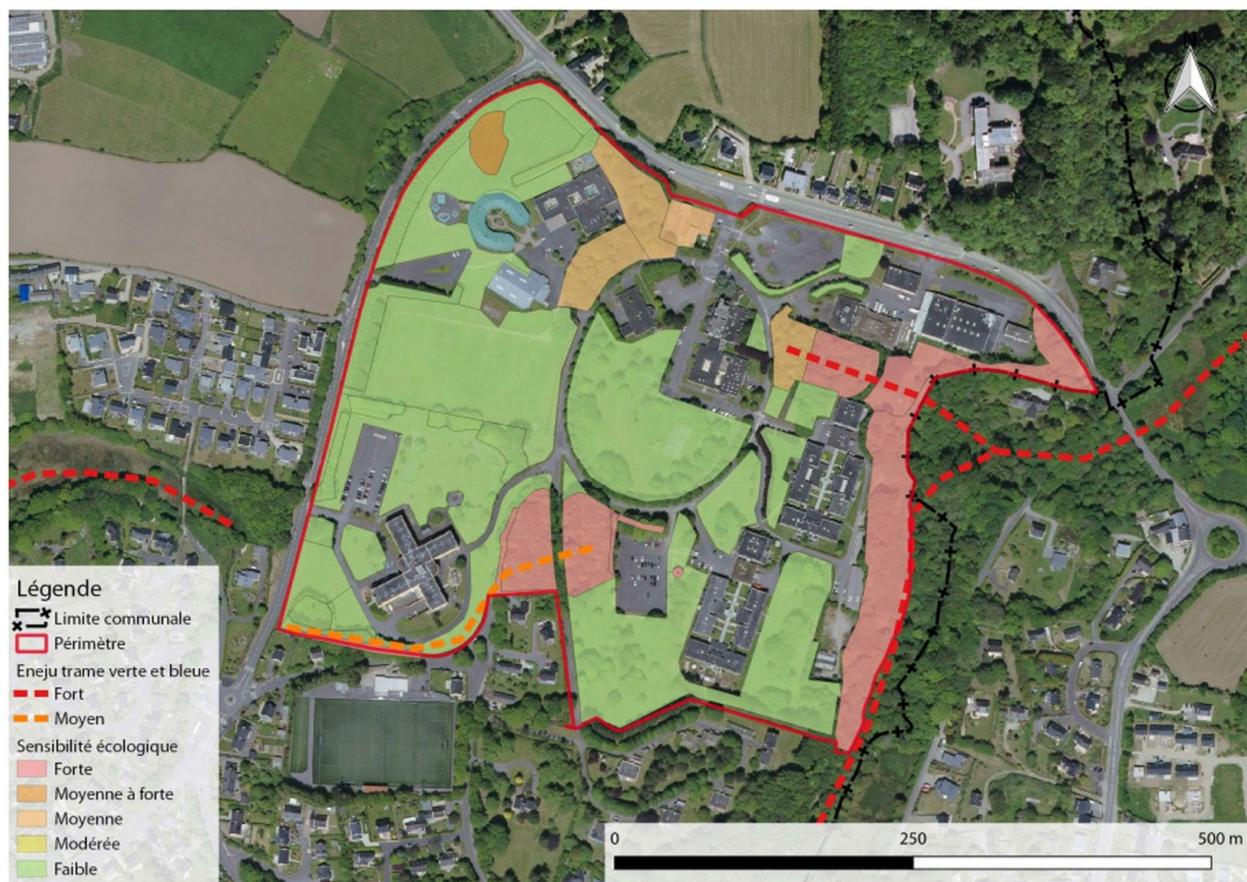 Légende
Limite communale
Périmètre
Eneju trame verte et bleue
Fort
Moyen
Sensibilité écologique
Forte
Moyenne à forte
Moyenne
Modérée
Faible
0 250 500 m